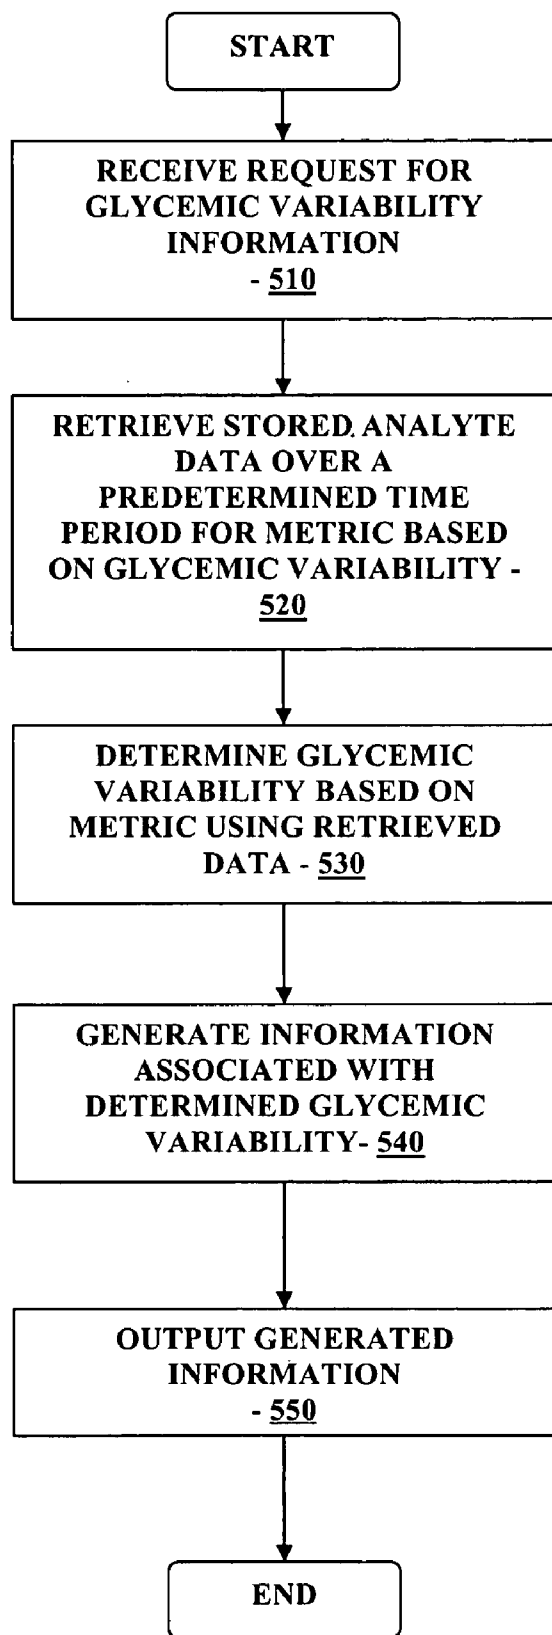 START
RECEIVE REQUEST FOR
GLYCEMIC VARIABILITY
INFORMATION
- 510
RETRIEVE STORED. ANALYTE
DATA OVER A
PREDETERMINED TIME
PERIOD FOR METRIC BASED
ON GLYCEMIC VARIABILITY -
520
DETERMINE GLYCEMIC
VARIABILITY BASED ON
METRIC USING RETRIEVED
DATA - 530
GENERATE INFORMATION
ASSOCIATED WITH
DETERMINED GLYCEMIC
VARIABILITY- 540
OUTPUT GENERATED
INFORMATION
- 550
END